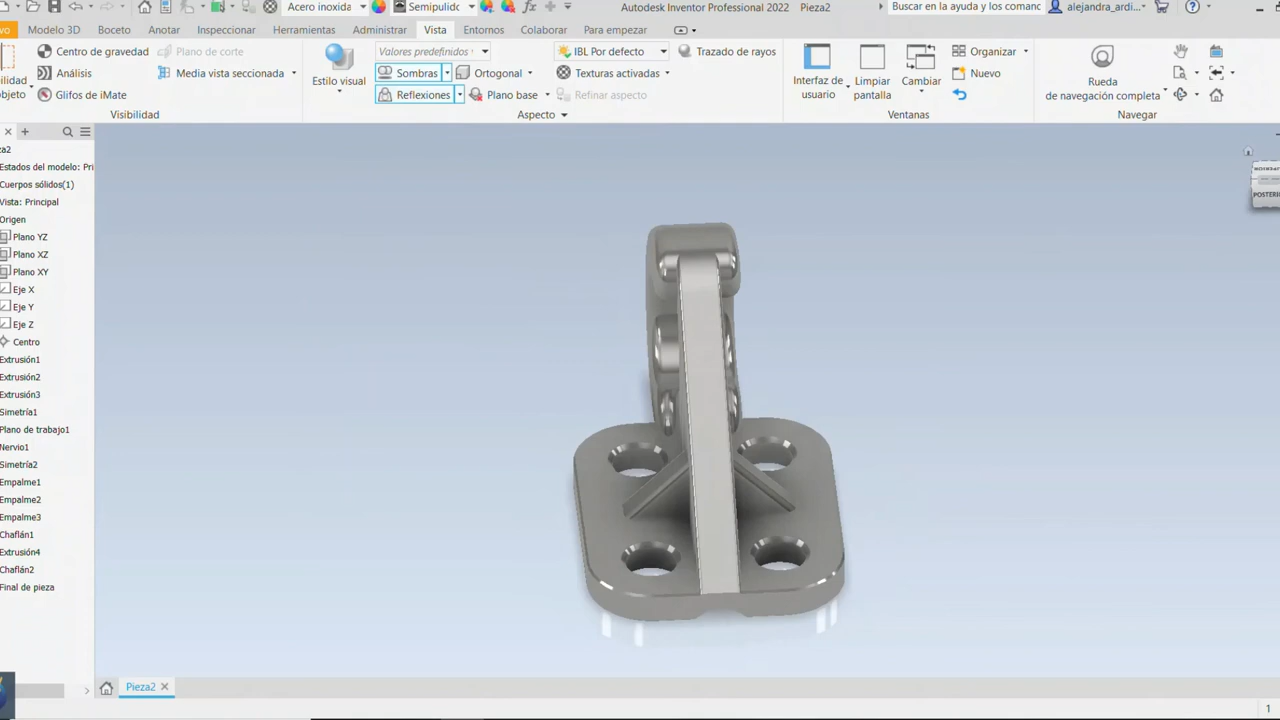 Acero inoxida
Semipulido
Autodesk Inventor Professional 2022 Pieza2
Buscar en la ayuda y los comanc
alejandra_ardi...
vo
Modelo 3D
Boceto
Anotar
Inspeccionar
Herramientas
Administrar
Vista
Entornos
Colaborar
Para empezar
ilidad
objeto
Centro de gravedad
Análisis
Glifos de iMate
Plano de corte
Media vista seccionada
Visibilidad
Estilo visual
Valores predefinidos
Sombras
Reflexiones
Ortogonal
Plano base
IBL Por defecto
Texturas activadas
Refinar aspecto
Trazado de rayos
Aspecto
Interfaz de
usuario
Limpiar
pantalla
Cambiar
Organizar
Nuevo
Ventanas
Rueda
de navegación completa
Navegar
za2
Estados del modelo: Pri
Cuerpos sólidos(1)
Vista: Principal
Origen
Plano YZ
Plano XZ
Plano XY
Eje X
Eje Y
Eje Z
Centro
Extrusión1
Extrusión2
Extrusión3
Simetría1
Plano de trabajo1
Nervio1
Simetría2
Empalme1
Empalme2
Empalme3
Chaflán1
Extrusión4
Chaflán2
Final de pieza
POSTERIO
Pieza2
1